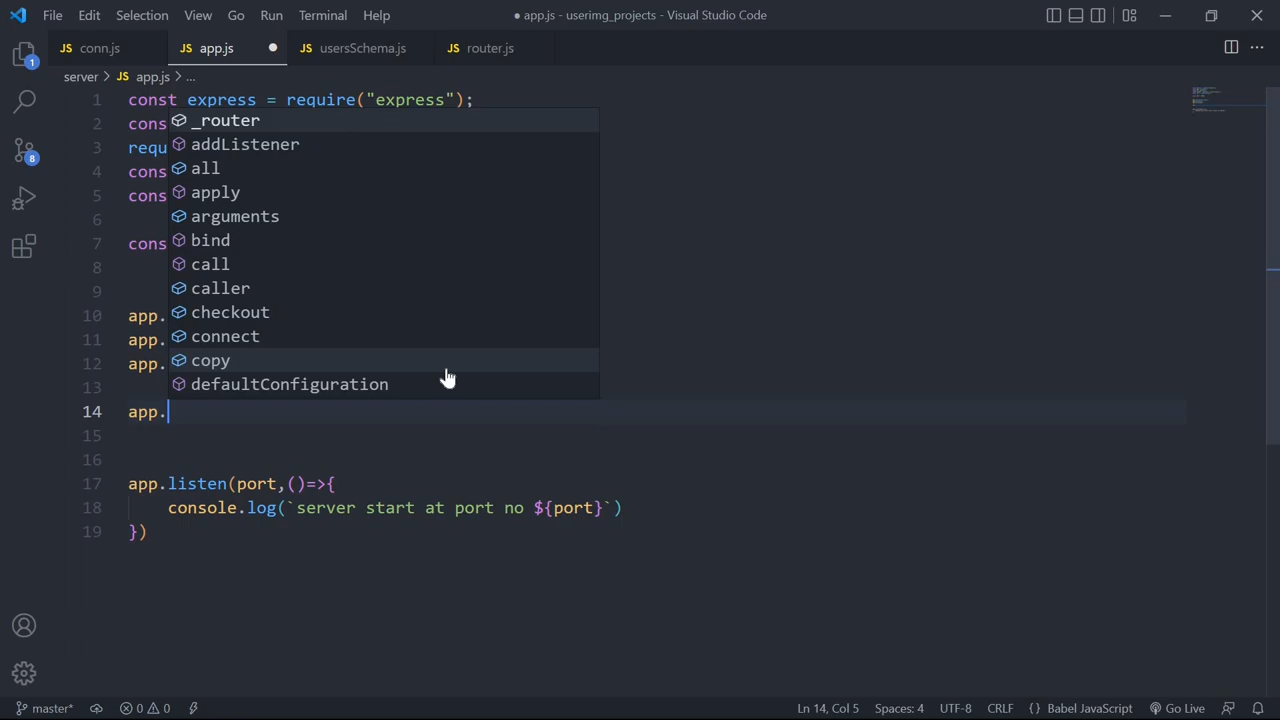 File Edit Selection View Go Run Terminal Help ● app.js - userimg_projects - Visual Studio Code
JS conn.js JS app.js ● JS usersSchema.js JS router.js
server > JS app.js > ...
1 const express = require("express");
2 cons
3 requ
4 cons
5 cons
6
7 cons
8
9
10 app.
11 app.
12 app.
13
14 app.
15
16
17 app.listen(port,()=>{
18 console.log(`server start at port no ${port}`)
19 })
_router
addListener
all
apply
arguments
bind
call
caller
checkout
connect
copy
defaultConfiguration
1
8
master* 0 0 Ln 14, Col 5 Spaces: 4 UTF-8 CRLF {} Babel JavaScript Go Live